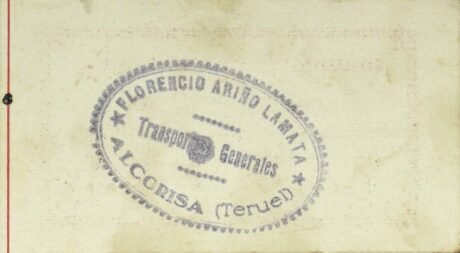 ★ FLORENCIO ARIÑO LAMATA ★
Transportes Generales
ALCORISA (Teruel)